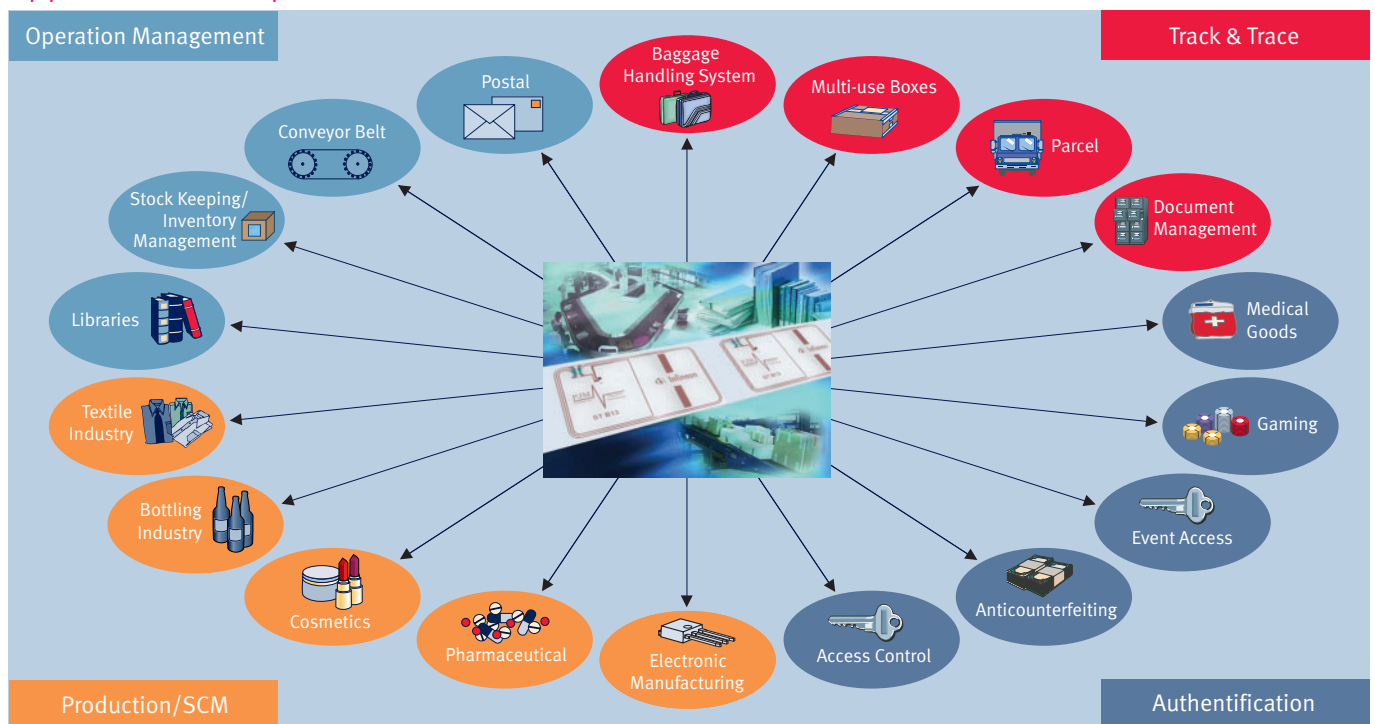 Operation Management
Track & Trace
Postal
Baggage
Handling System
Multi-use Boxes
Conveyor Belt
Parcel
Stock Keeping/
Inventory
Management
Document
Management
Libraries
Medical
Goods
Textile
Industry
Gaming
Bottling
Industry
Event Access
Cosmetics
Anticounterfeiting
Pharmaceutical
Electronic
Manufacturing
Access Control
Production/SCM
Authentification
PJM
Infineon